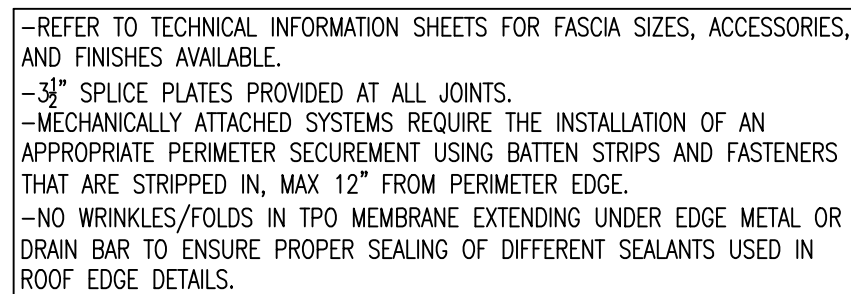 -REFER TO TECHNICAL INFORMATION SHEETS FOR FASCIA SIZES, ACCESSORIES,
AND FINISHES AVAILABLE.
-3½" SPLICE PLATES PROVIDED AT ALL JOINTS.
-MECHANICALLY ATTACHED SYSTEMS REQUIRE THE INSTALLATION OF AN
APPROPRIATE PERIMETER SECUREMENT USING BATTEN STRIPS AND FASTENERS
THAT ARE STRIPPED IN, MAX 12" FROM PERIMETER EDGE.
-NO WRINKLES/FOLDS IN TPO MEMBRANE EXTENDING UNDER EDGE METAL OR
DRAIN BAR TO ENSURE PROPER SEALING OF DIFFERENT SEALANTS USED IN
ROOF EDGE DETAILS.